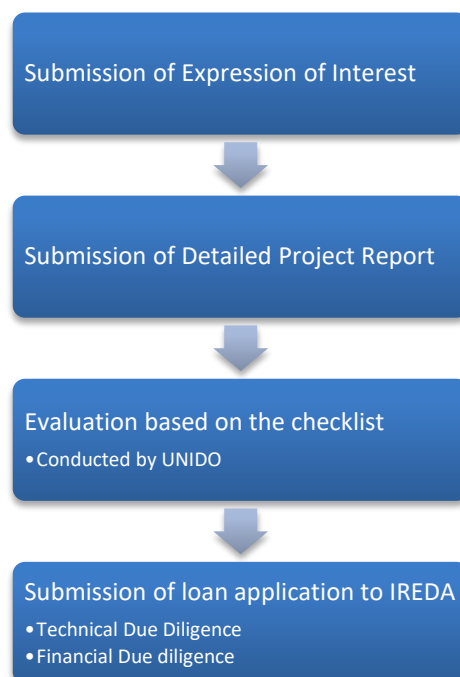 Submission of Expression of Interest
Submission of Detailed Project Report
Evaluation based on the checklist
•Conducted by UNIDO
Submission of loan application to IREDA
•Technical Due Diligence
•Financial Due diligence